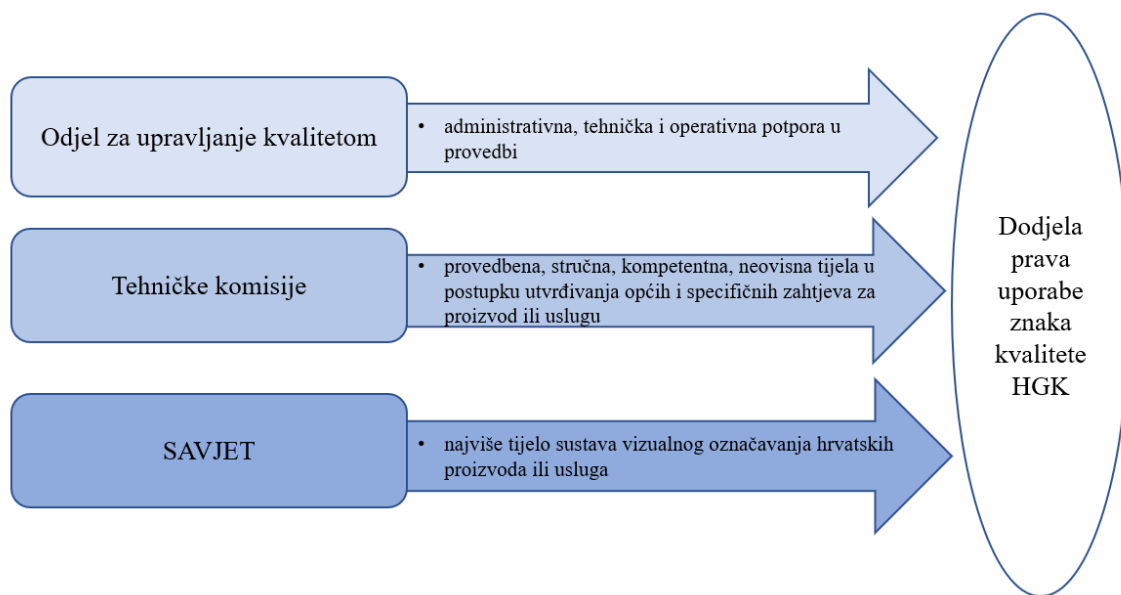 Odjel za upravljanje kvalitetom
• administrativna, tehnička i operativna potpora u
provedbi
Tehničke komisije
• provedbena, stručna, kompetentna, neovisna tijela u
postupku utvrđivanja općih i specifičnih zahtjeva za
proizvod ili uslugu
SAVJET
• najviše tijelo sustava vizualnog označavanja hrvatskih
proizvoda ili usluga
Dodjela
prava
uporabe
znaka
kvalitete
HGK